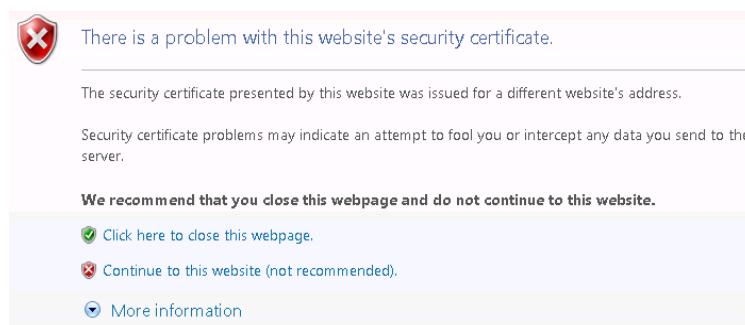 There is a problem with this website's security certificate.
The security certificate presented by this website was issued for a different website's address.
Security certificate problems may indicate an attempt to fool you or intercept any data you send to the
server.
We recommend that you close this webpage and do not continue to this website.
Click here to close this webpage.
Continue to this website (not recommended).
More information